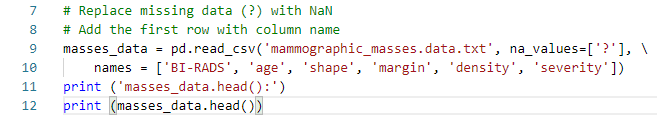 7 # Replace missing data (?) with NaN
8 # Add the first row with column name
9 masses_data = pd.read_csv('mammographic_masses.data.txt', na_values=['?'], \
10 names = ['BI-RADS', 'age', 'shape', 'margin', 'density', 'severity'])
11 print ('masses_data.head():')
12 print (masses_data.head())